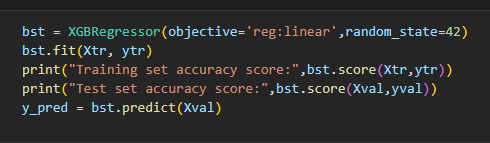 bst = XGBRegressor(objective='reg:linear',random_state=42)
bst.fit(Xtr, ytr)
print("Training set accuracy score:",bst.score(Xtr,ytr))
print("Test set accuracy score:",bst.score(Xval,yval))
y_pred = bst.predict(Xval)